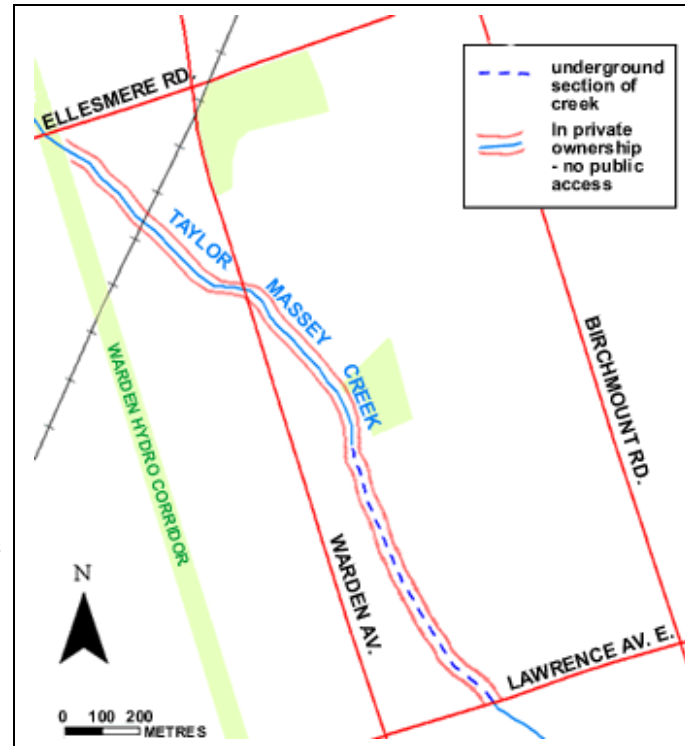 ELLESMERE RD.
underground
section of
creek
In private
ownership
- no public
access
TAYLOR
MASSEY
CREEK
WARDEN HYDRO CORRIDOR
BIRCHMOUNT RD.
WARDEN AV.
LAWRENCE AV. E.
N
0 100 200
METRES